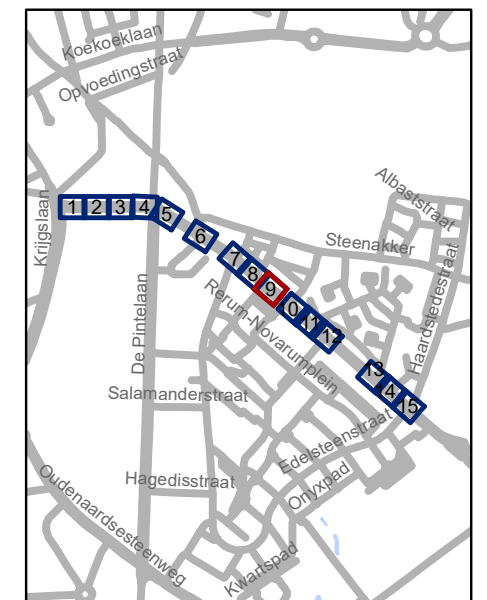 Koekoeklaan
Opvoedingstraat
Albaststraat
Krijgslaan
1 2 3 4 5
6
Steenakker
7
8
9
10
11
12
De Pintelaan
Rerum-Novarumplein
Haardstedestraat
13
14
15
Salamanderstraat
Edelsteenstraat
Hagedisstraat
Onyxpad
Oudenaardsesteenweg
Kwartspad